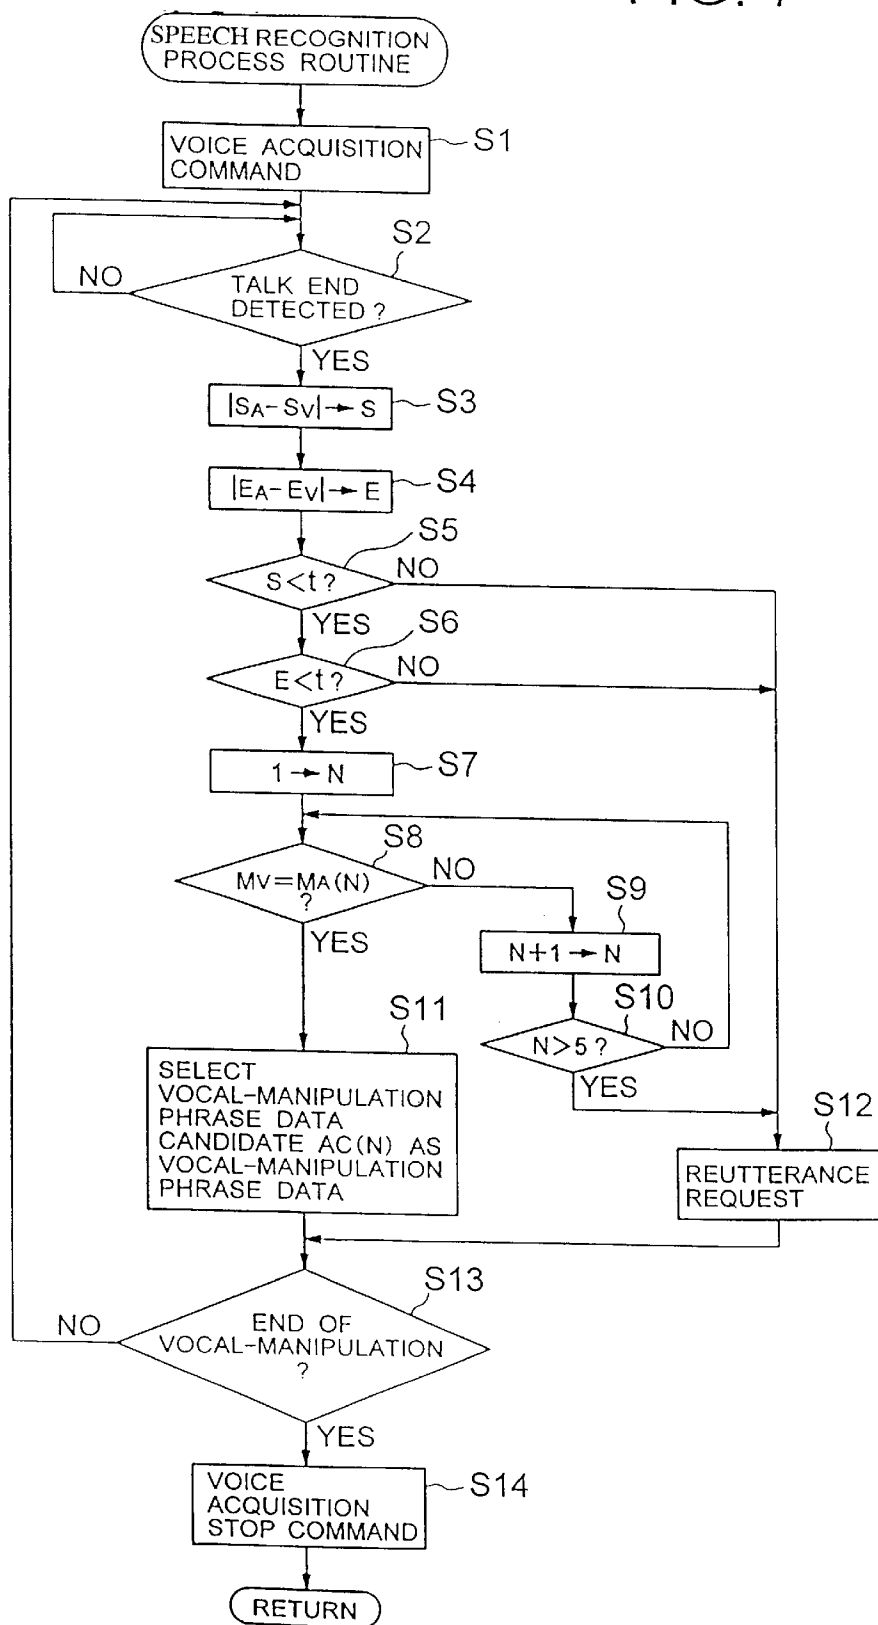 SPEECH RECOGNITION
PROCESS ROUTINE
VOICE ACQUISITION
COMMAND
S1
S2
NO
TALK END
DETECTED?
YES
|SA-SV|→S
S3
|EA-EV|→E
S4
S5
S<t?
NO
YES
S6
E<t?
NO
YES
1→N
S7
S8
MV=MA(N)
?
NO
YES
S9
N+1→N
S10
N>5?
NO
YES
S11
SELECT
VOCAL-MANIPULATION
PHRASE DATA
CANDIDATE AC(N) AS
VOCAL-MANIPULATION
PHRASE DATA
S12
REUTTERANCE
REQUEST
S13
NO
END OF
VOCAL-MANIPULATION
?
YES
VOICE
ACQUISITION
STOP COMMAND
S14
RETURN